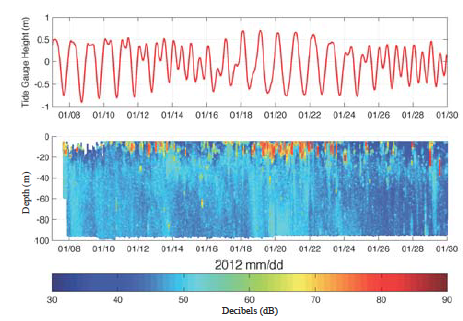 Tide Gauge Height (m)
1
0.5
0
-0.5
-1
01/08 01/10 01/12 01/14 01/16 01/18 01/20 01/22 01/24 01/26 01/28 01/30
Depth (m)
0
-20
-40
-60
-80
100
01/08 01/10 01/12 01/14 01/16 01/18 01/20 01/22 01/24 01/26 01/28 01/30
2012 mm/dd
30 40 50 60 70 80 90
Decibels (dB)